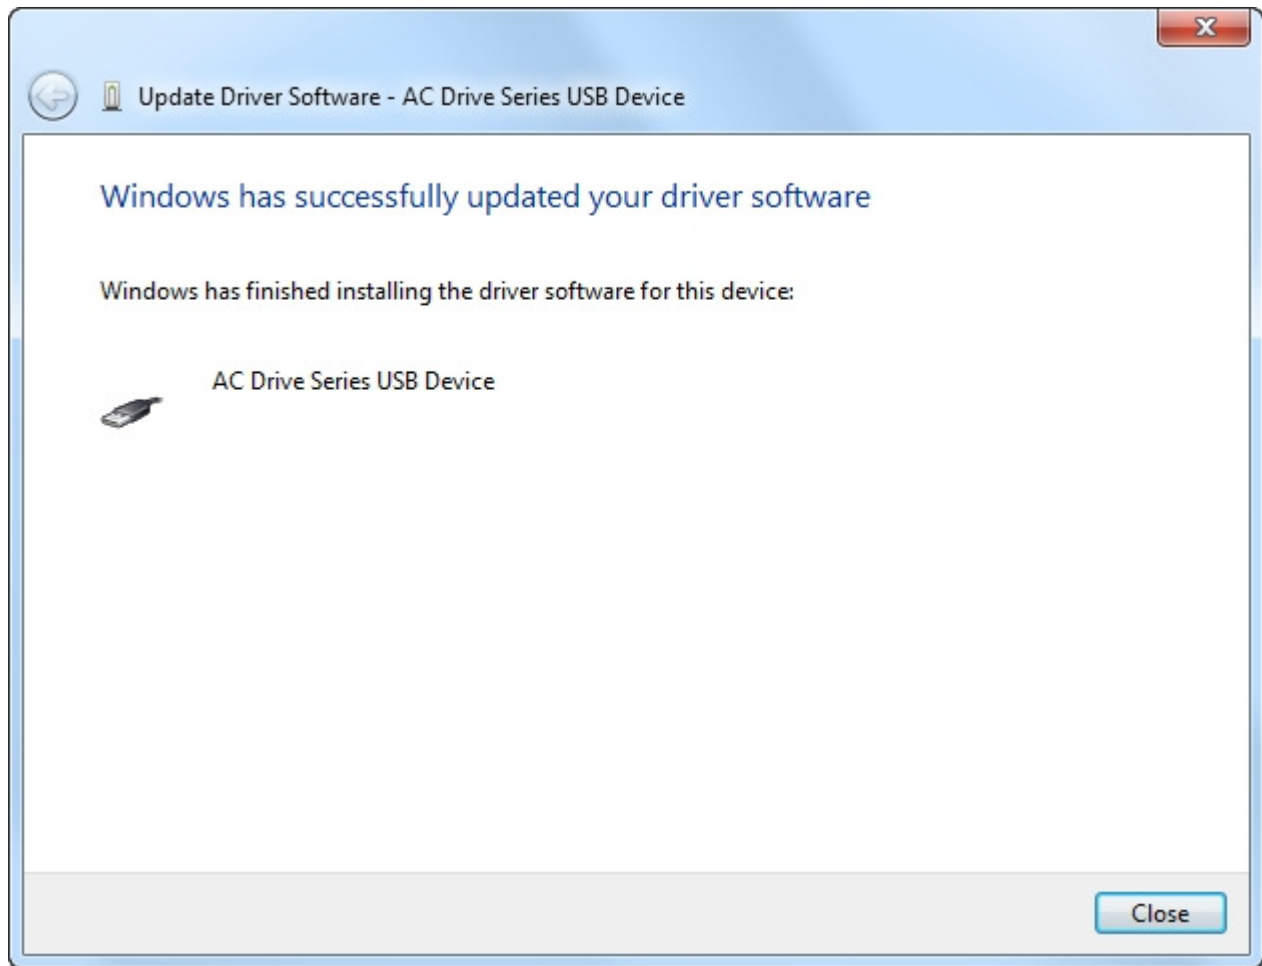 Update Driver Software - AC Drive Series USB Device
Windows has successfully updated your driver software
Windows has finished installing the driver software for this device:
AC Drive Series USB Device
Close